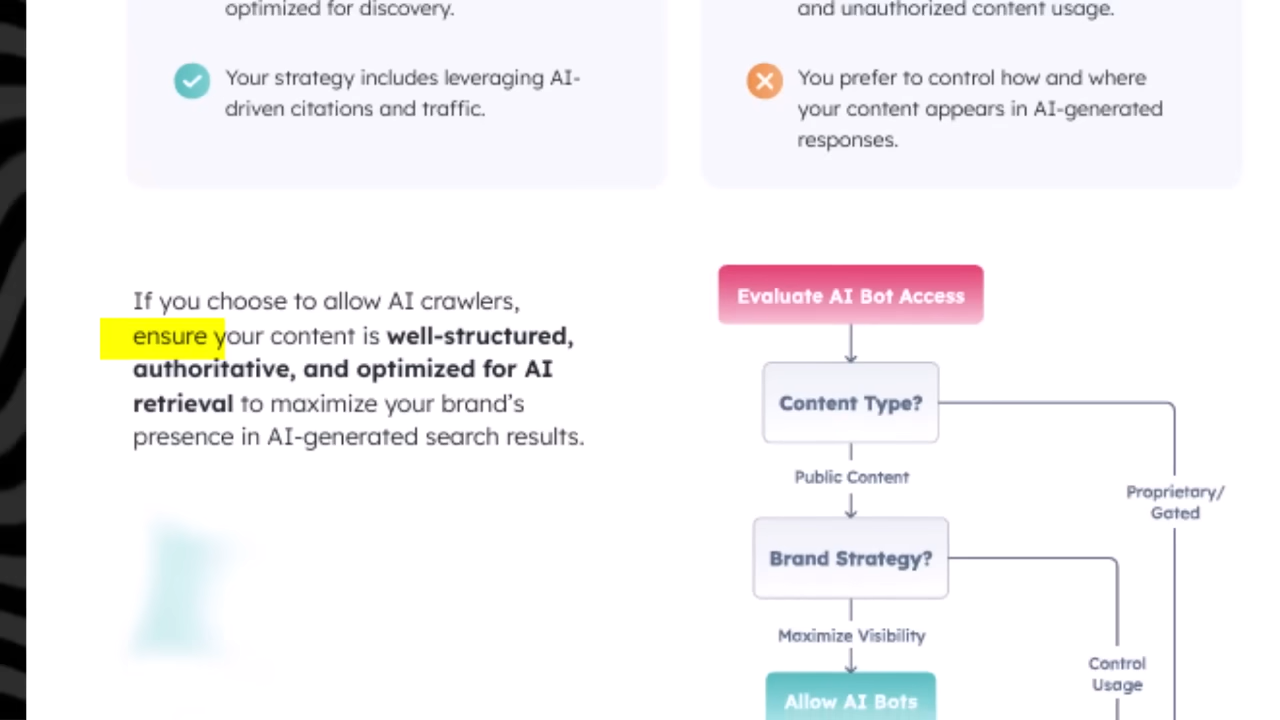 optimized for discovery.
Your strategy includes leveraging AI-
driven citations and traffic.
and unauthorized content usage.
You prefer to control how and where
your content appears in AI-generated
responses.
If you choose to allow AI crawlers,
ensure your content is well-structured,
authoritative, and optimized for AI
retrieval to maximize your brand’s
presence in AI-generated search results.
Evaluate AI Bot Access
Content Type?
Public Content
Proprietary/
Gated
Brand Strategy?
Maximize Visibility
Control
Usage
Allow AI Bots